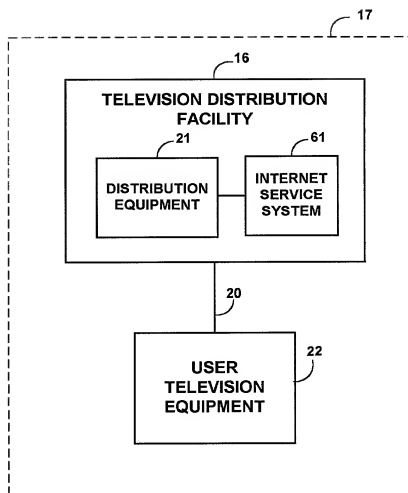 17
16
TELEVISION DISTRIBUTION
FACILITY
21
61
DISTRIBUTION
EQUIPMENT
INTERNET
SERVICE
SYSTEM
20
USER
TELEVISION
EQUIPMENT
22